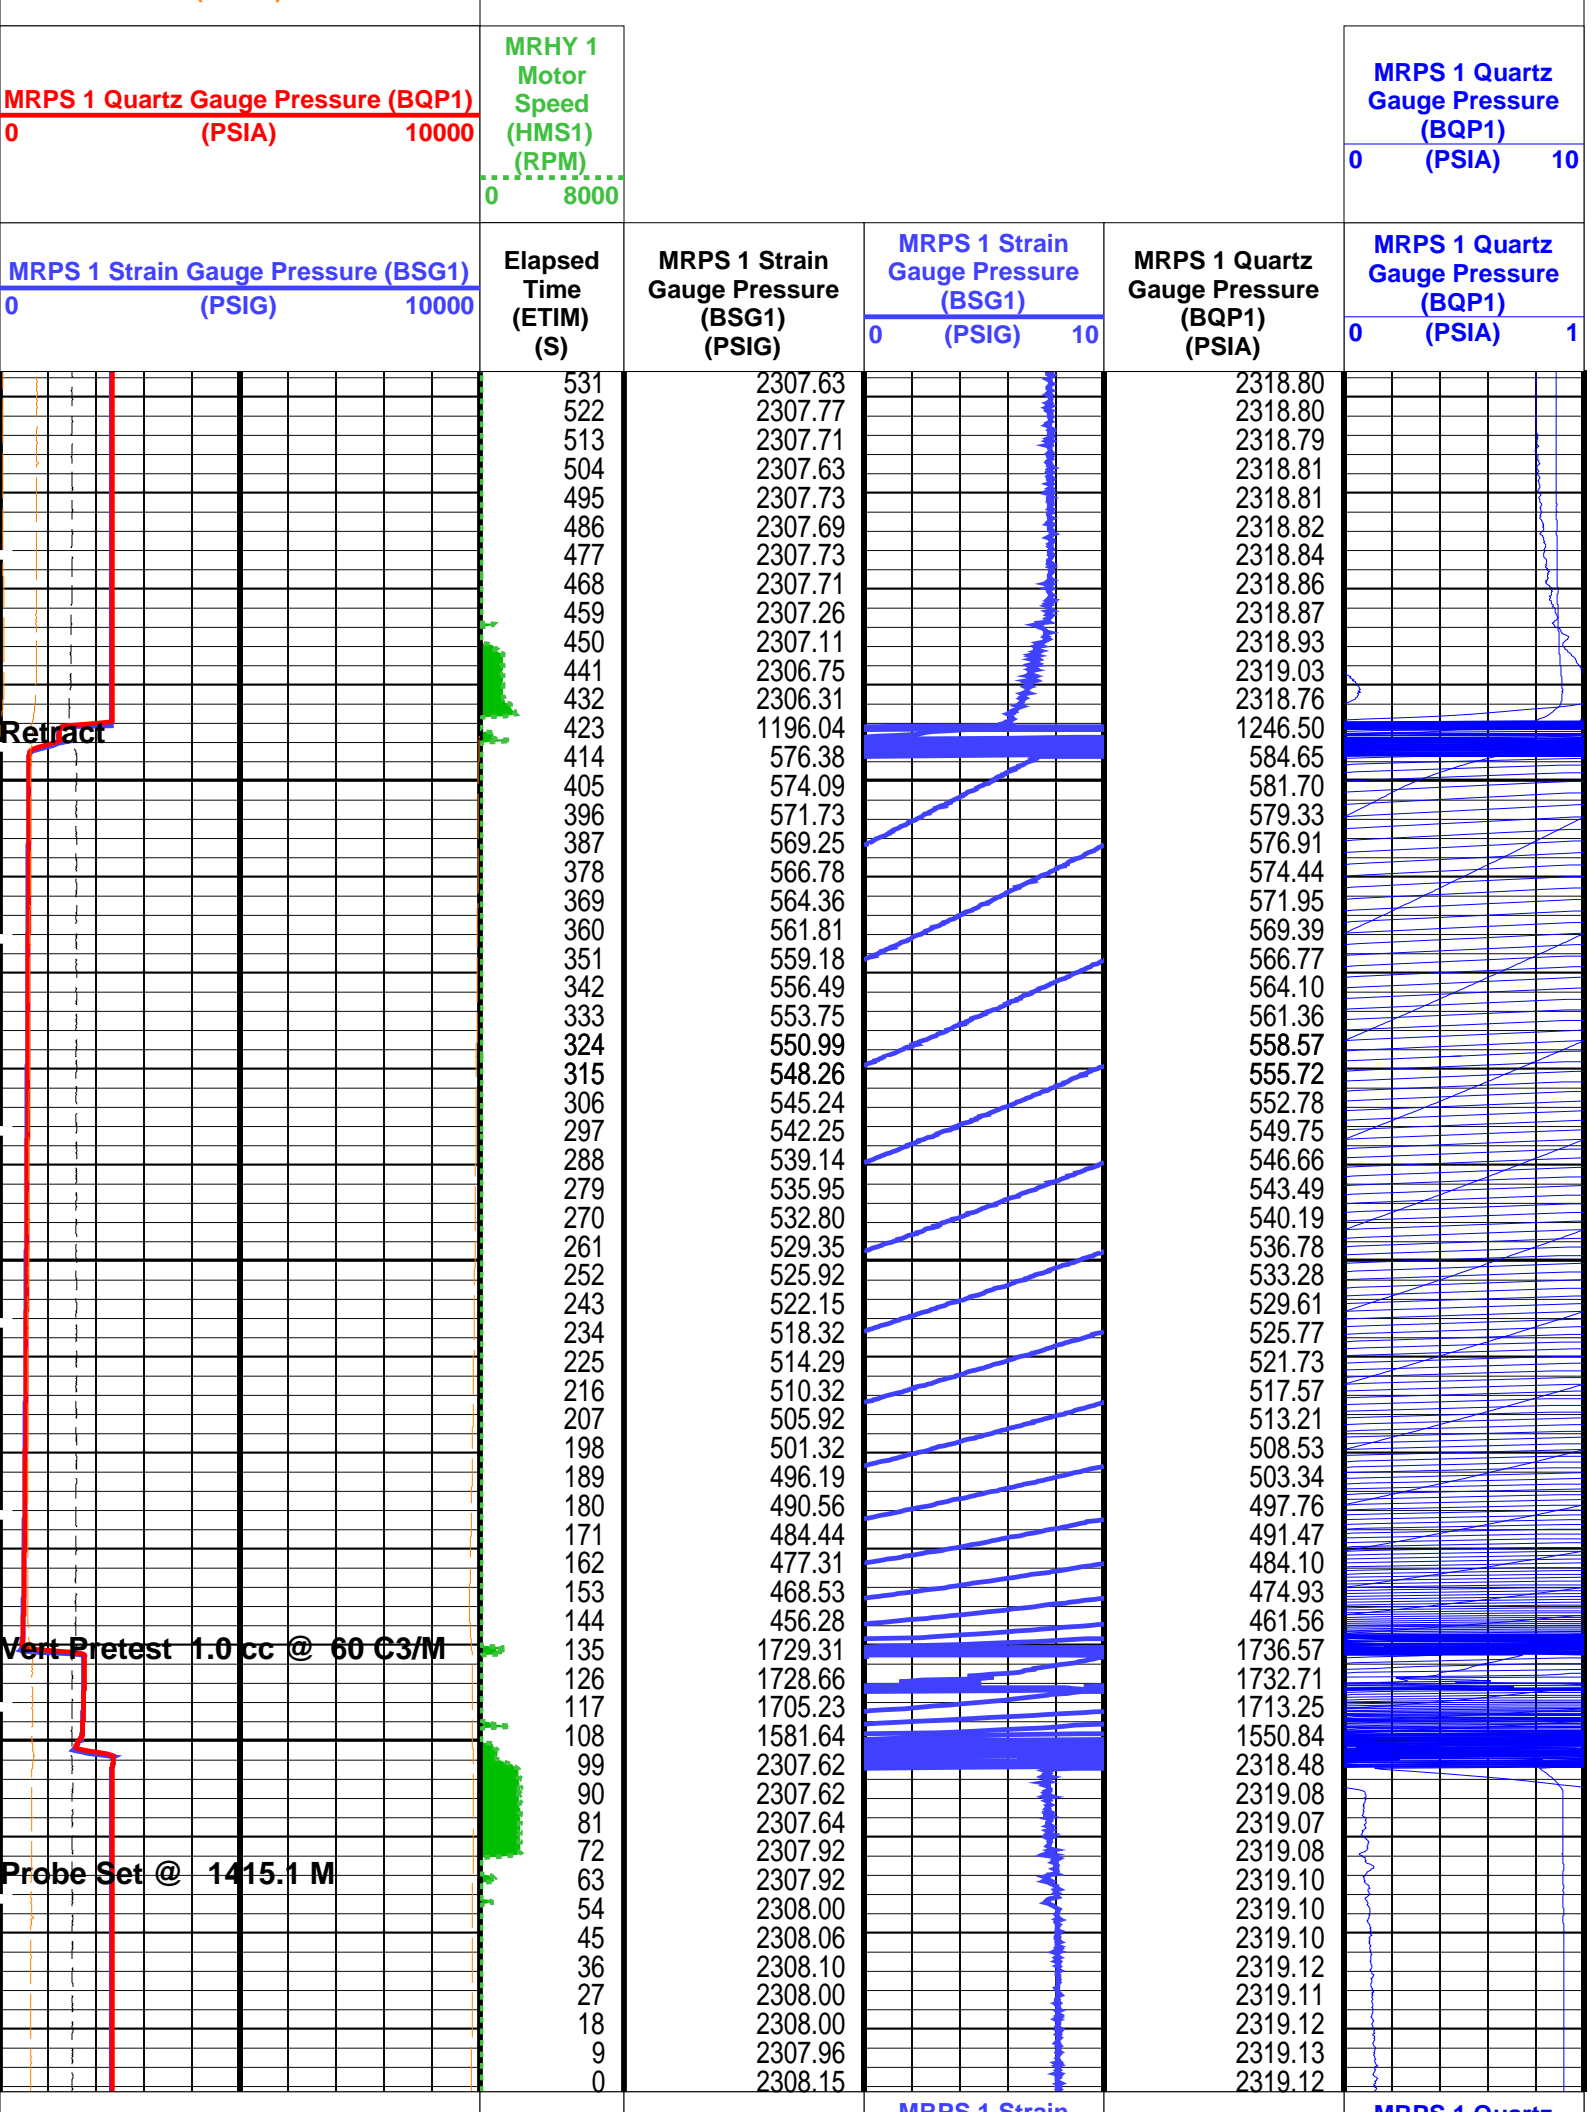 MRPS 1 Quartz Gauge Pressure (BQP1)
0 (PSIA) 10000
MRHY 1
Motor
Speed
(HMS1)
(RPM)
0 8000
MRPS 1 Quartz
Gauge Pressure
(BQP1)
0 (PSIA) 10
MRPS 1 Strain Gauge Pressure (BSG1)
0 (PSIG) 10000
Elapsed
Time
(ETIM)
(S)
MRPS 1 Strain
Gauge Pressure
(BSG1)
(PSIG)
MRPS 1 Strain
Gauge Pressure
(BSG1)
0 (PSIG) 10
MRPS 1 Quartz
Gauge Pressure
(BQP1)
(PSIA)
MRPS 1 Quartz
Gauge Pressure
(BQP1)
0 (PSIA) 1
531 2307.63 2318.80
522 2307.77 2318.80
513 2307.71 2318.79
504 2307.63 2318.81
495 2307.73 2318.81
486 2307.69 2318.82
477 2307.73 2318.84
468 2307.71 2318.86
459 2307.26 2318.87
450 2307.11 2318.93
441 2306.75 2319.03
432 2306.31 2318.76
Retract 423 1196.04 1246.50
414 576.38 584.65
405 574.09 581.70
396 571.73 579.33
387 569.25 576.91
378 566.78 574.44
369 564.36 571.95
360 561.81 569.39
351 559.18 566.77
342 556.49 564.10
333 553.75 561.36
324 550.99 558.57
315 548.26 555.72
306 545.24 552.78
297 542.25 549.75
288 539.14 546.66
279 535.95 543.49
270 532.80 540.19
261 529.35 536.78
252 525.92 533.28
243 522.15 529.61
234 518.32 525.77
225 514.29 521.73
216 510.32 517.57
207 505.92 513.21
198 501.32 508.53
189 496.19 503.34
180 490.56 497.76
171 484.44 491.47
162 477.31 484.10
153 468.53 474.93
144 456.28 461.56
Vert Pretest 1.0 cc @ 60 C3/M 135 1729.31 1736.57
126 1728.66 1732.71
117 1705.23 1713.25
108 1581.64 1550.84
99 2307.62 2318.48
90 2307.62 2319.08
81 2307.64 2319.07
72 2307.92 2319.08
Probe Set @ 1415.1 M 63 2307.92 2319.10
54 2308.00 2319.10
45 2308.06 2319.10
36 2308.10 2319.12
27 2308.00 2319.11
18 2308.00 2319.12
9 2307.96 2319.13
0 2308.15 2319.12
MRPS 1 Strain MRPS 1 Quartz